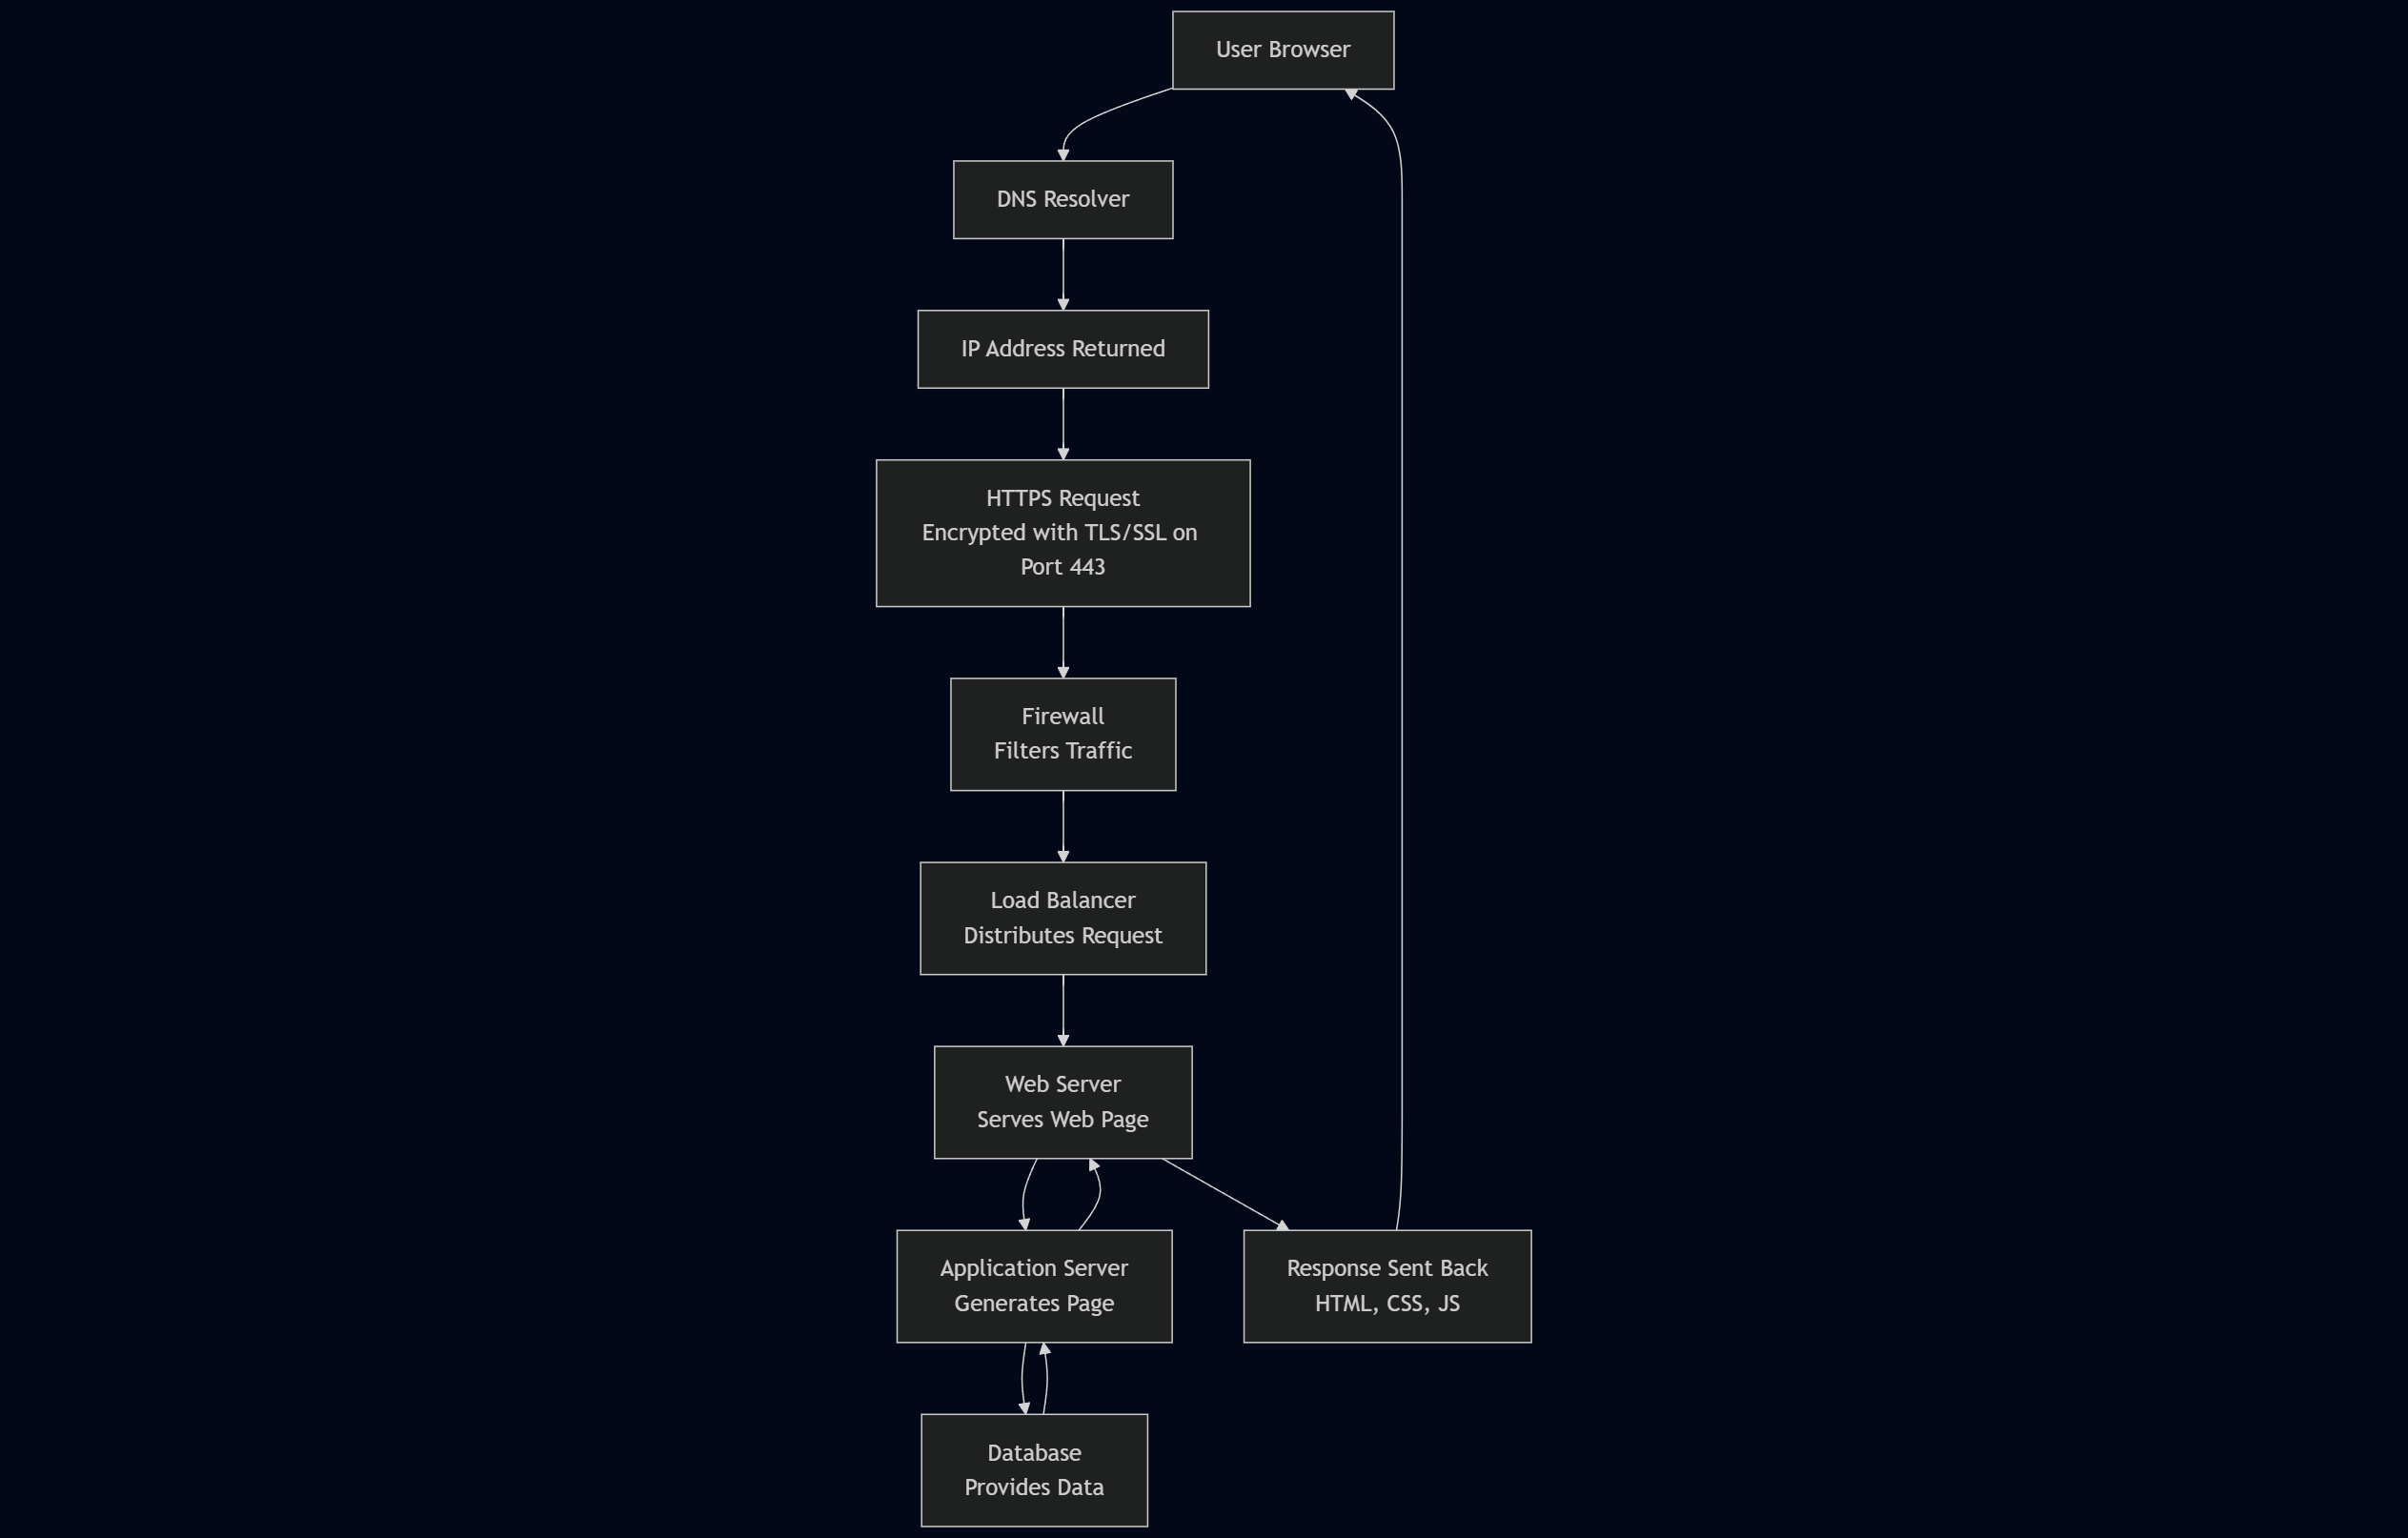 User Browser
DNS Resolver
IP Address Returned
HTTPS Request
Encrypted with TLS/SSL on
Port 443
Firewall
Filters Traffic
Load Balancer
Distributes Request
Web Server
Serves Web Page
Application Server
Generates Page
Response Sent Back
HTML, CSS, JS
Database
Provides Data